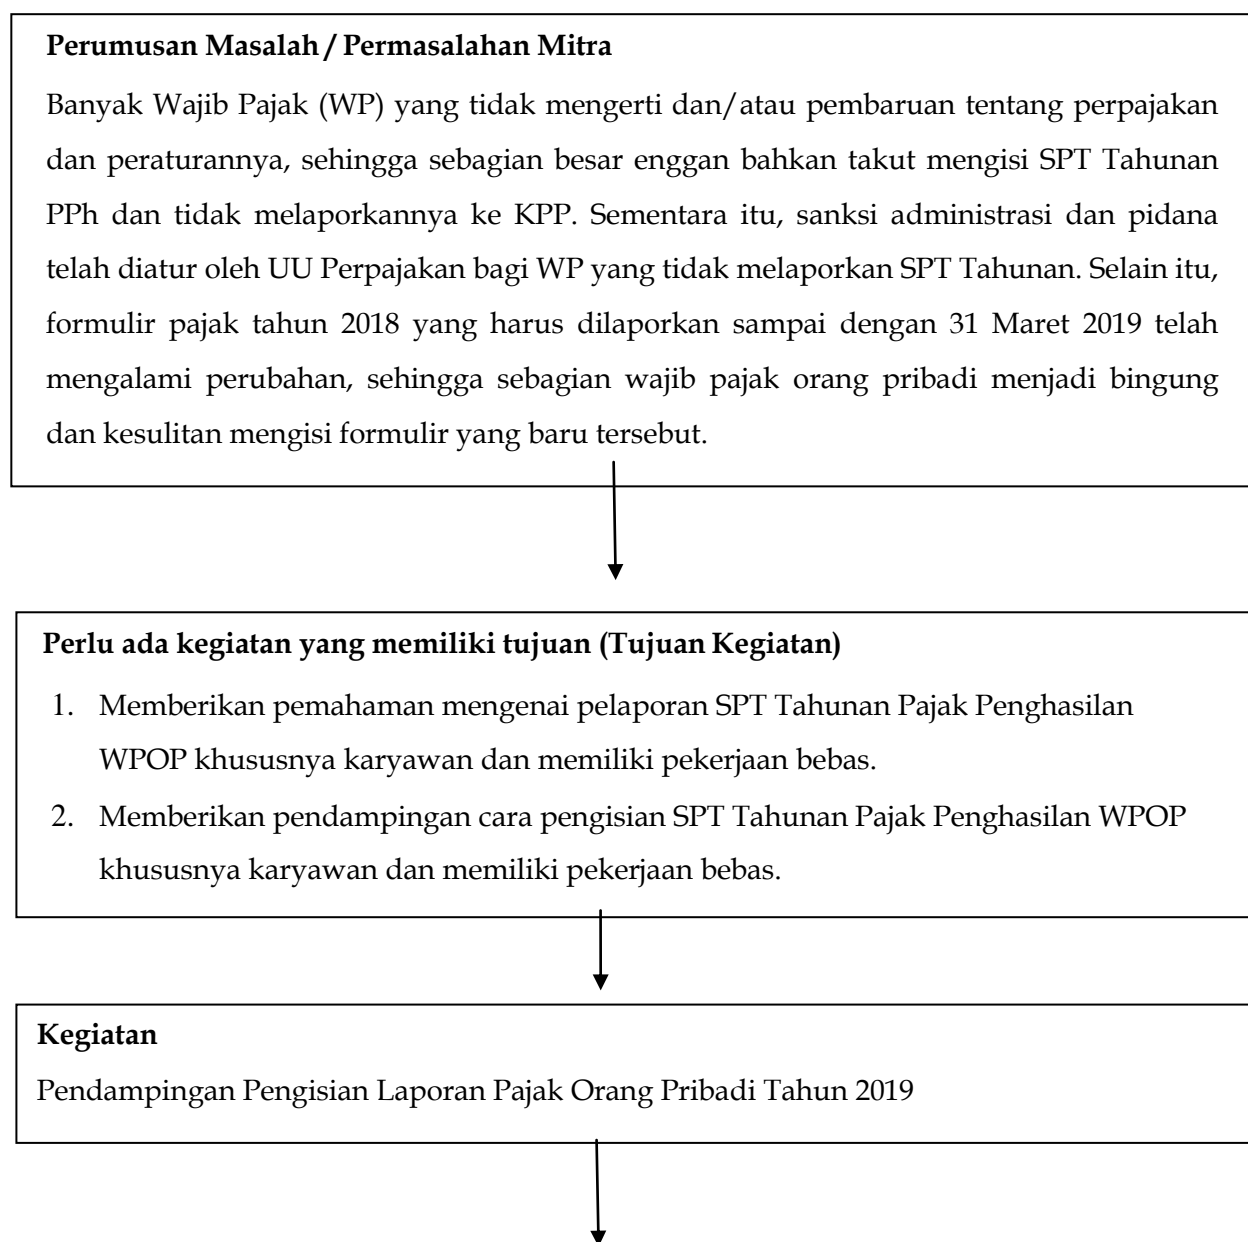 Perumusan Masalah / Permasalahan Mitra
Banyak Wajib Pajak (WP) yang tidak mengerti dan/atau pembaruan tentang perpajakan
dan peraturannya, sehingga sebagian besar enggan bahkan takut mengisi SPT Tahunan
PPh dan tidak melaporkannya ke KPP. Sementara itu, sanksi administrasi dan pidana
telah diatur oleh UU Perpajakan bagi WP yang tidak melaporkan SPT Tahunan. Selain itu,
formulir pajak tahun 2018 yang harus dilaporkan sampai dengan 31 Maret 2019 telah
mengalami perubahan, sehingga sebagian wajib pajak orang pribadi menjadi bingung
dan kesulitan mengisi formulir yang baru tersebut.
Perlu ada kegiatan yang memiliki tujuan (Tujuan Kegiatan)
1. Memberikan pemahaman mengenai pelaporan SPT Tahunan Pajak Penghasilan
WPOP khususnya karyawan dan memiliki pekerjaan bebas.
2. Memberikan pendampingan cara pengisian SPT Tahunan Pajak Penghasilan WPOP
khususnya karyawan dan memiliki pekerjaan bebas.
Kegiatan
Pendampingan Pengisian Laporan Pajak Orang Pribadi Tahun 2019